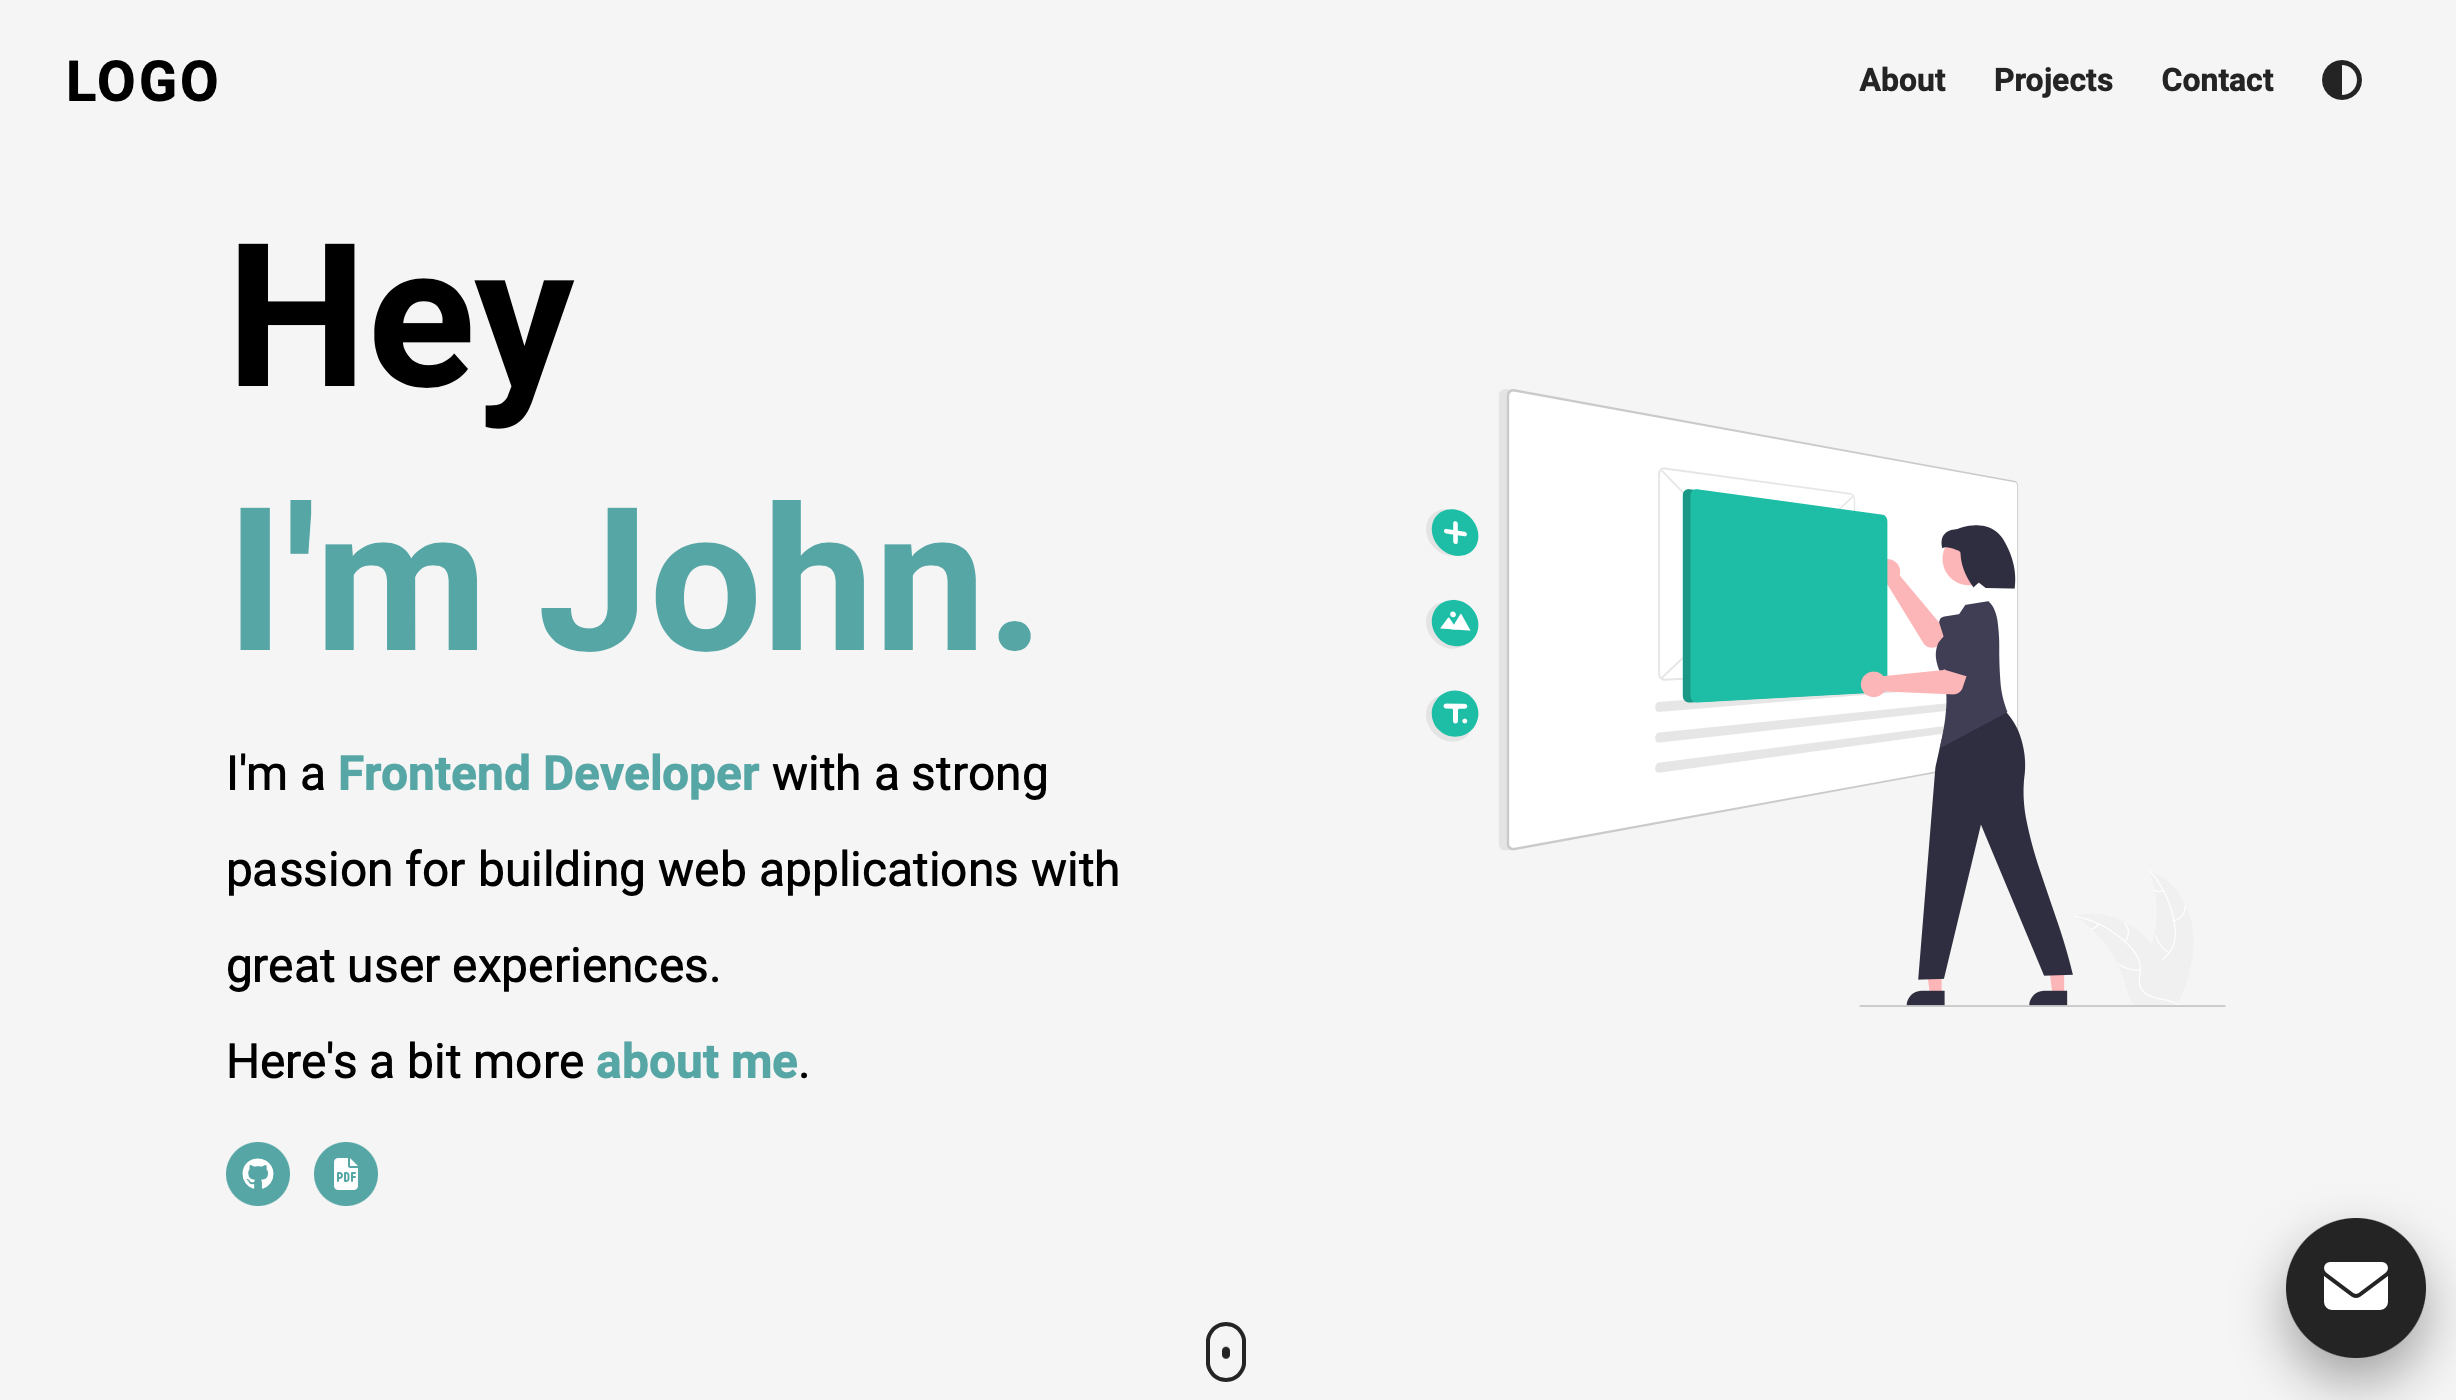 LOGO
About
Projects
Contact
Hey
I'm John.
I'm a Frontend Developer with a strong
passion for building web applications with
great user experiences.
Here's a bit more about me.
PDF
T.